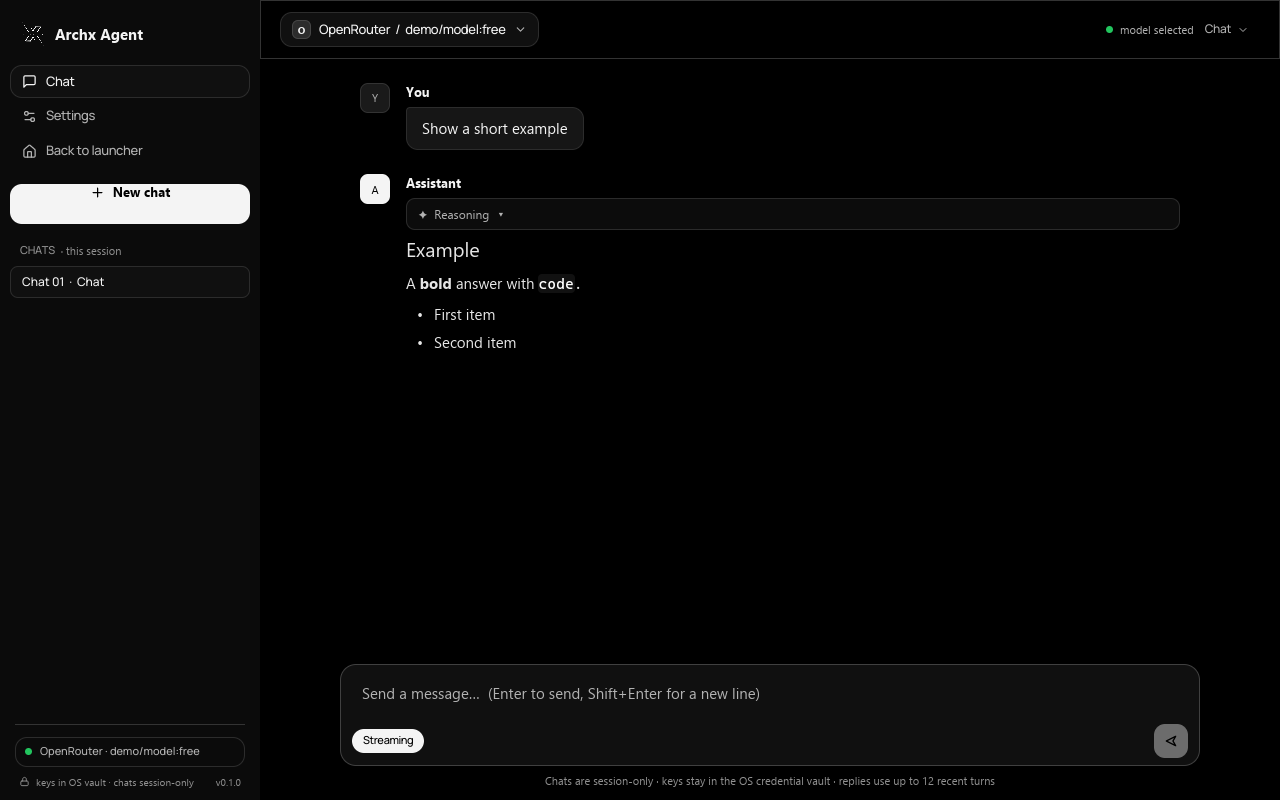 Archx Agent
Chat
Settings
Back to launcher
+ New chat
CHATS · this session
Chat 01 · Chat
OpenRouter · demo/model:free
keys in OS vault · chats session-only v0.1.0
O OpenRouter / demo/model:free
model selected Chat
Y You
Show a short example
A Assistant
✦ Reasoning ▾
Example
A bold answer with code.
• First item
• Second item
Send a message... (Enter to send, Shift+Enter for a new line)
Streaming
Chats are session-only · keys stay in the OS credential vault · replies use up to 12 recent turns